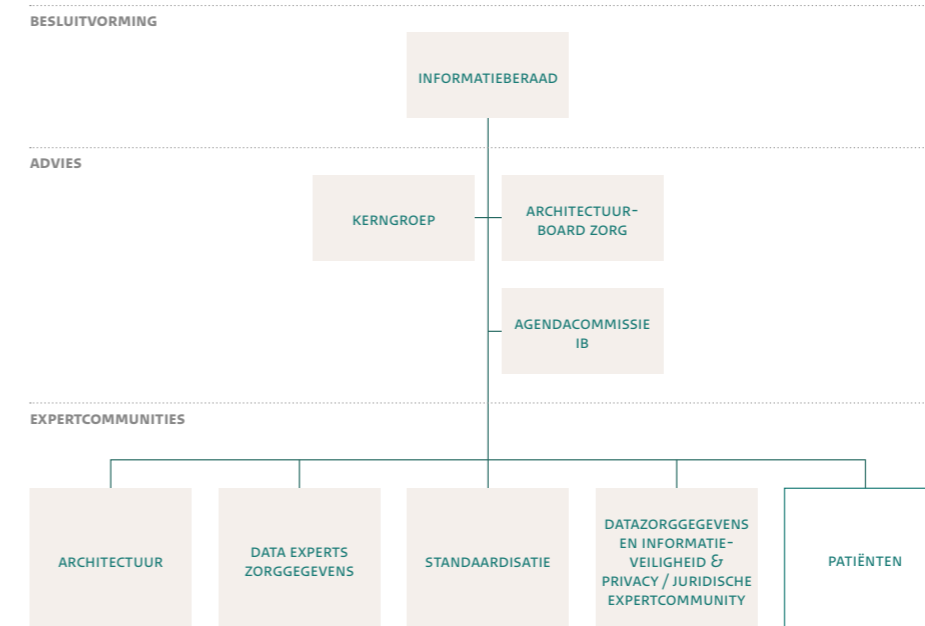 BESLUITVORMING
INFORMATIEBERAAD
ADVIES
KERNGROEP
ARCHITECTUUR-
BOARD ZORG
AGENDACOMMISSIE
IB
EXPERTCOMMUNITIES
ARCHITECTUUR
DATA EXPERTS
ZORGGEGEVENS
STANDAARDISATIE
DATAZORGGEGEVENS
EN INFORMATIE-
VEILIGHEID &
PRIVACY / JURIDISCHE
EXPERTCOMMUNITY
PATIËNTEN